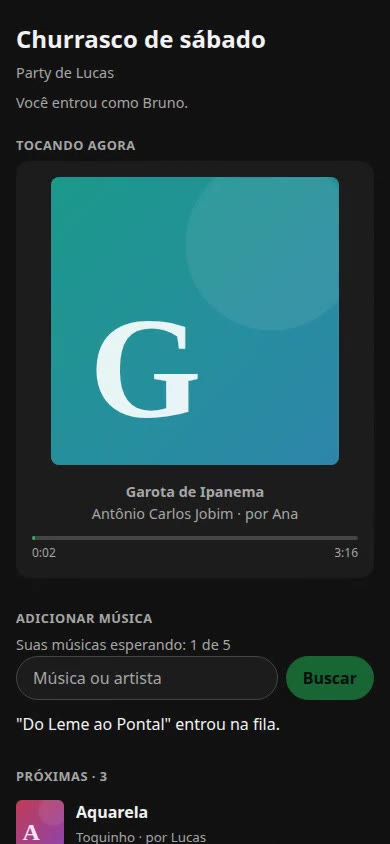 Churrasco de sábado
Party de Lucas
Você entrou como Bruno.
TOCANDO AGORA
G
Garota de Ipanema
Antônio Carlos Jobim · por Ana
0:02 3:16
ADICIONAR MÚSICA
Suas músicas esperando: 1 de 5
Música ou artista Buscar
"Do Leme ao Pontal" entrou na fila.
PRÓXIMAS · 3
A Aquarela
Toquinho · por Lucas